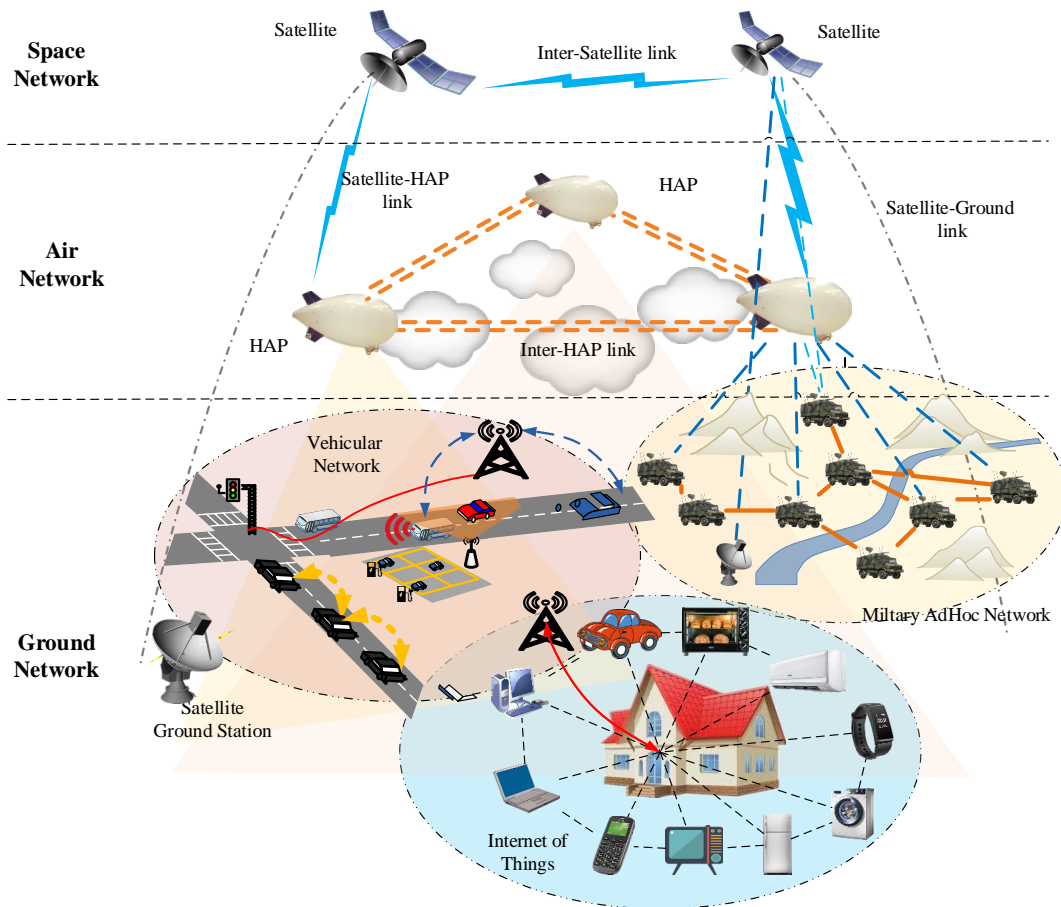 Satellite
Satellite
Space
Network
Inter-Satellite link
Satellite-HAP
link
HAP
Satellite-Ground
link
Air
Network
HAP
Inter-HAP link
Vehicular
Network
Military AdHoc Network
Ground
Network
Satellite
Ground Station
Internet of
Things